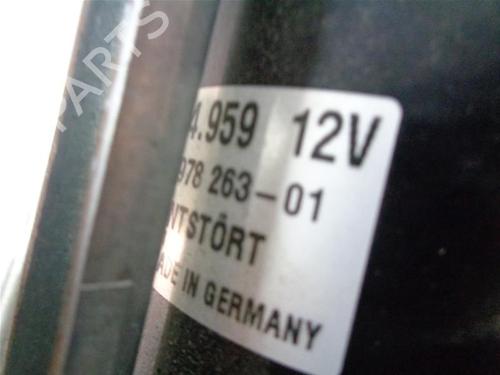 4.959 12V
978 263-01
NTSTÖRT
ADE IN GERMANY
PARTS